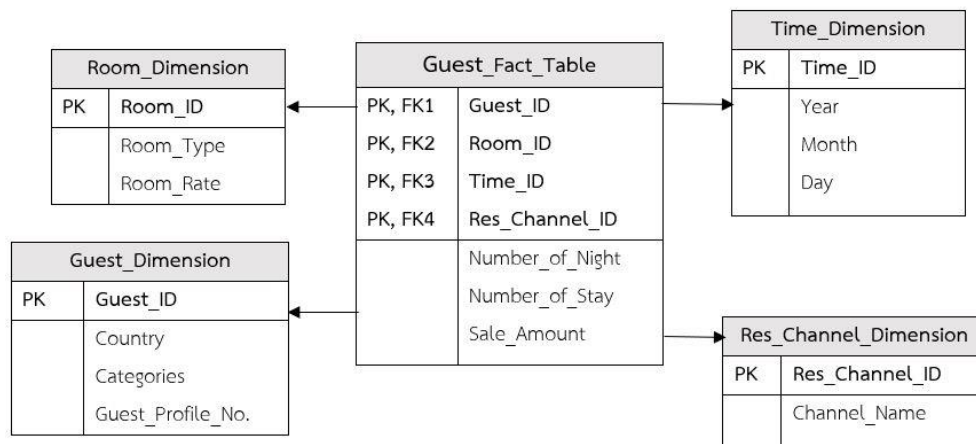 Room_Dimension
PK Room_ID
Room_Type
Room_Rate
Guest_Dimension
PK Guest_ID
Country
Categories
Guest_Profile_No.
Guest_Fact_Table
PK, FK1 Guest_ID
PK, FK2 Room_ID
PK, FK3 Time_ID
PK, FK4 Res_Channel_ID
Number_of_Night
Number_of_Stay
Sale_Amount
Time_Dimension
PK Time_ID
Year
Month
Day
Res_Channel_Dimension
PK Res_Channel_ID
Channel_Name